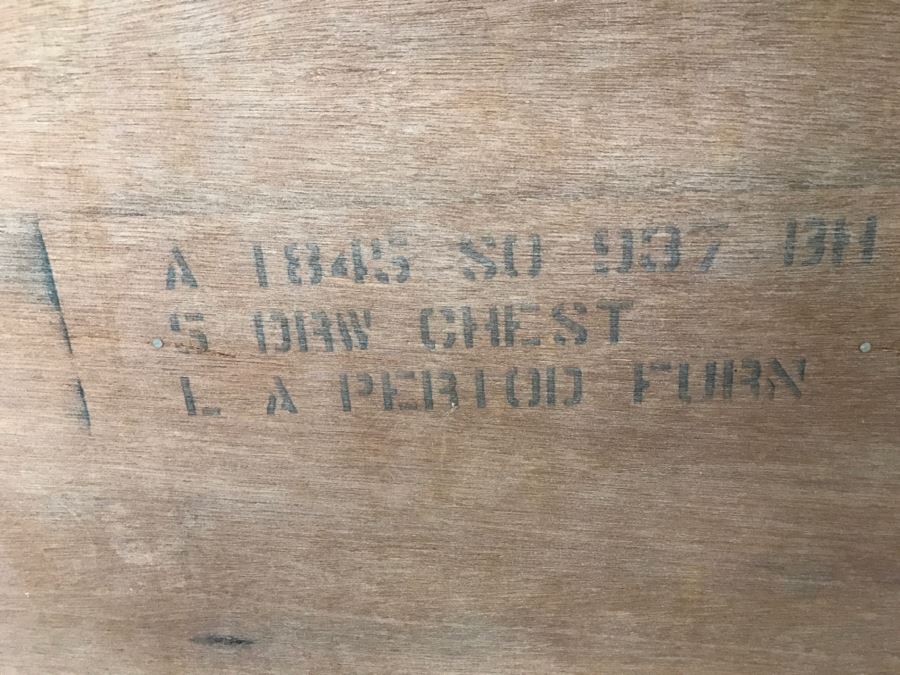 A 1845 SO 937 BH
5 DRW CHEST
L A PERIOD FURN